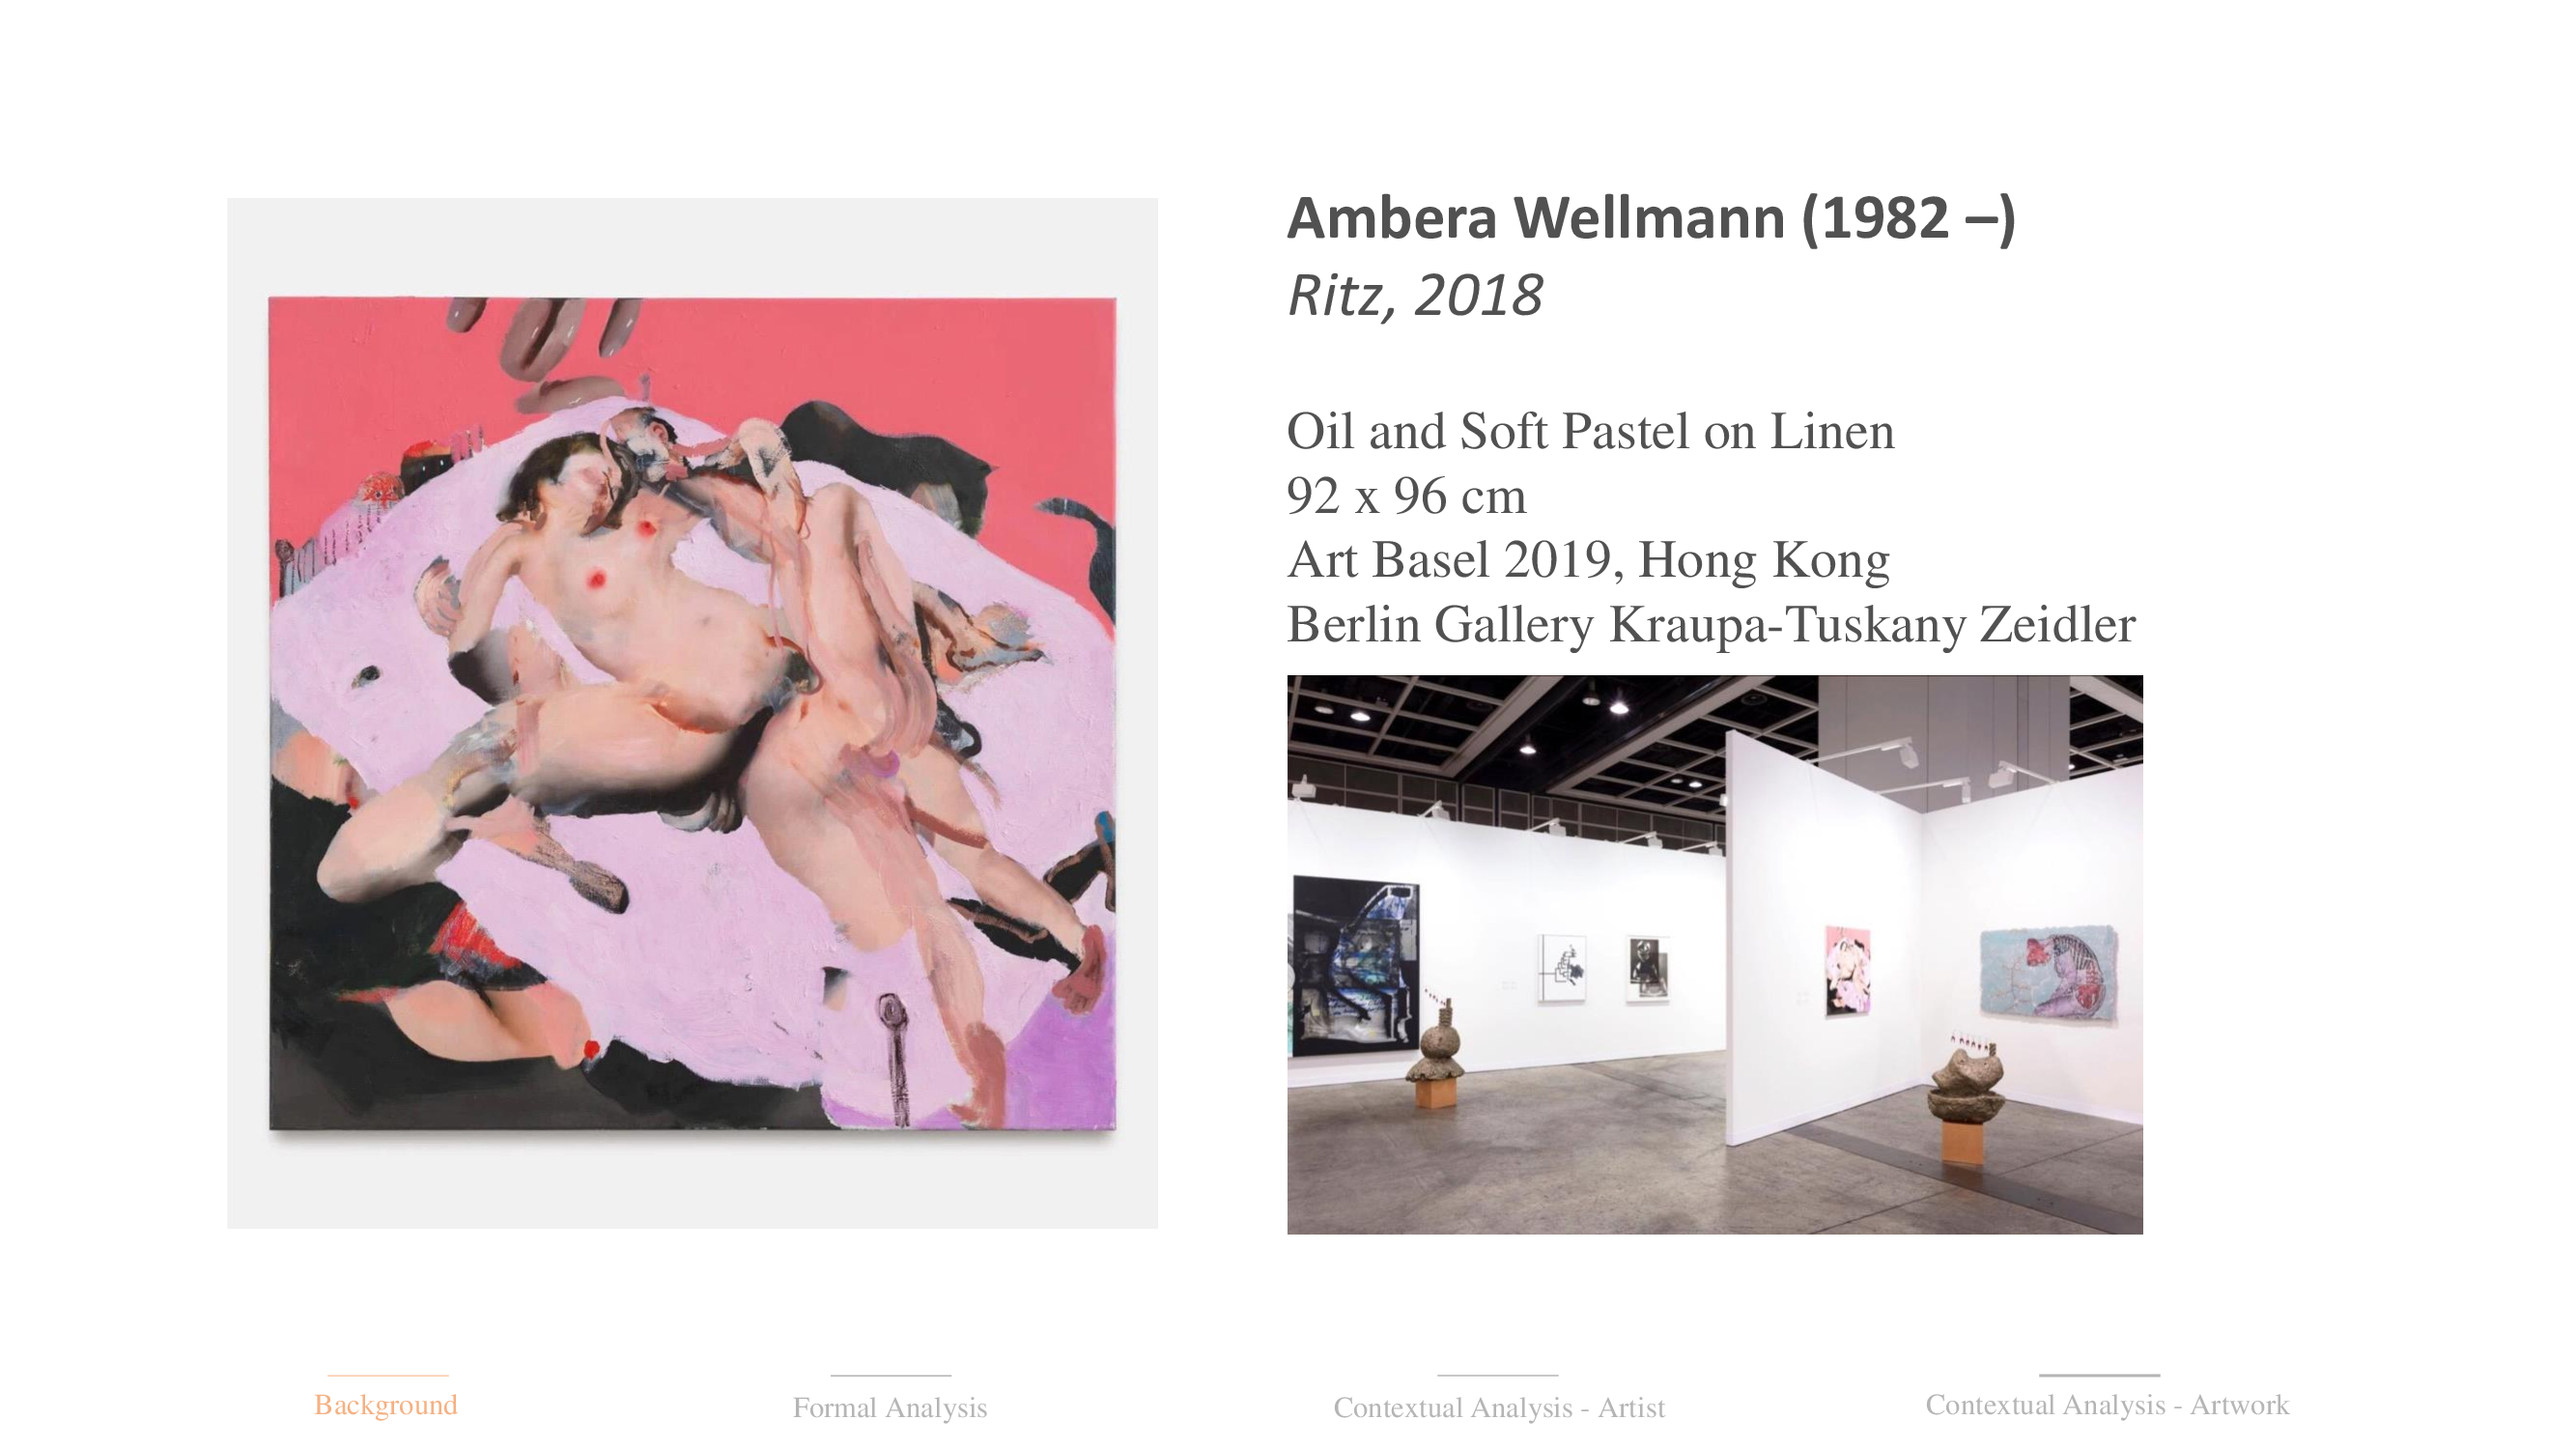 Ambera Wellmann (1982 –)
Ritz, 2018
Oil and Soft Pastel on Linen
92 x 96 cm
Art Basel 2019, Hong Kong
Berlin Gallery Kraupa-Tuskany Zeidler
Background
Formal Analysis
Contextual Analysis - Artist
Contextual Analysis - Artwork